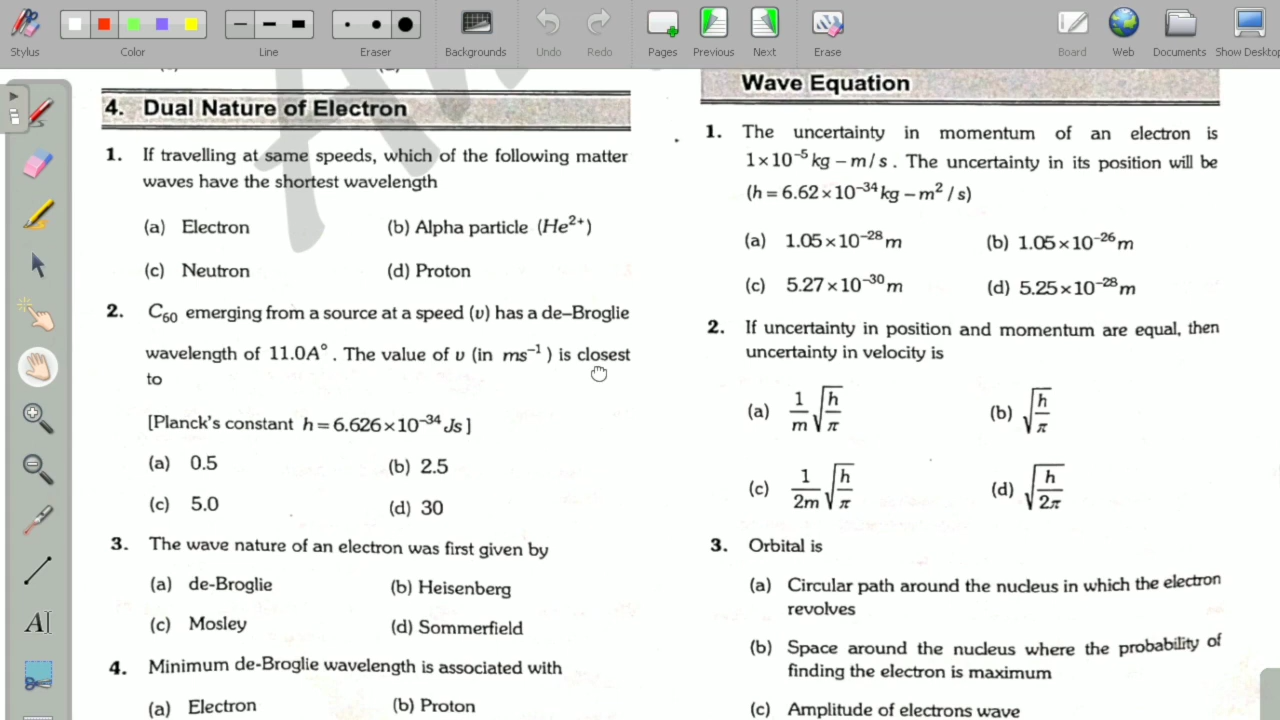 Stylus
Color
Line
Eraser
Backgrounds
Undo
Redo
Pages
Previous
Next
Erase
Board
Web
Documents
Show Desktop
4. Dual Nature of Electron
1. If travelling at same speeds, which of the following matter
waves have the shortest wavelength
(a) Electron (b) Alpha particle (He²⁺)
(c) Neutron (d) Proton
2. C₆₀ emerging from a source at a speed (υ) has a de–Broglie
wavelength of 11.0A°. The value of υ (in ms⁻¹) is closest
to
[Planck's constant h = 6.626×10⁻³⁴ Js]
(a) 0.5 (b) 2.5
(c) 5.0 (d) 30
3. The wave nature of an electron was first given by
(a) de-Broglie (b) Heisenberg
(c) Mosley (d) Sommerfield
4. Minimum de-Broglie wavelength is associated with
(a) Electron (b) Proton
Wave Equation
1. The uncertainty in momentum of an electron is
1×10⁻⁵ kg – m/s. The uncertainty in its position will be
(h = 6.62×10⁻³⁴ kg – m²/s)
(a) 1.05×10⁻²⁸ m (b) 1.05×10⁻²⁶ m
(c) 5.27×10⁻³⁰ m (d) 5.25×10⁻²⁸ m
2. If uncertainty in position and momentum are equal, then
uncertainty in velocity is
(a) 1/m √(h/π) (b) √(h/π)
(c) 1/2m √(h/π) (d) √(h/2π)
3. Orbital is
(a) Circular path around the nucleus in which the electron
revolves
(b) Space around the nucleus where the probability of
finding the electron is maximum
(c) Amplitude of electrons wave